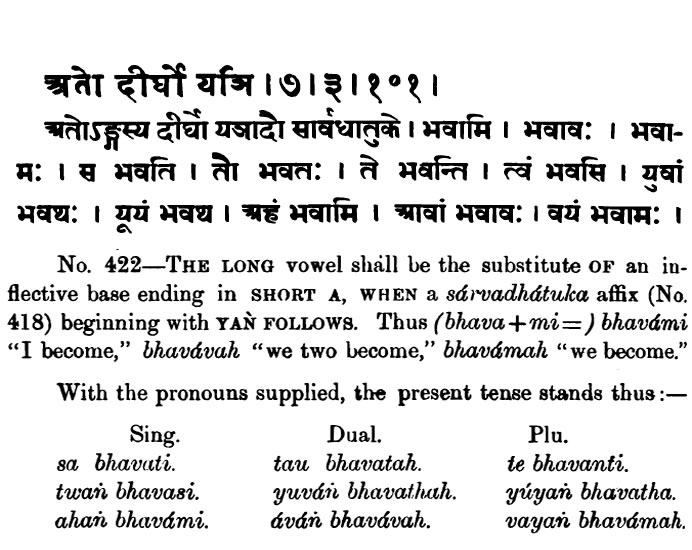 अतो दीर्घो यञि । ७ । ३ । १०१ ।
अतोऽङ्गस्य दीर्घो यञादौ सार्वधातुके । भवामि । भवावः । भवा-
मः । स भवति । तौ भवतः । ते भवन्ति । त्वं भवसि । युवां
भवथः । यूयं भवथ । अहं भवामि । आवां भवावः । वयं भवामः ।
No. 422—THE LONG vowel shall be the substitute OF an in-
flective base ending in SHORT A, WHEN a sárvadhátuka affix (No.
418) beginning with YAṄ FOLLOWS. Thus (bhava+mi=) bhavámi
"I become," bhavávah "we two become," bhavámah "we become."
With the pronouns supplied, the present tense stands thus :—
Sing. Dual. Plu.
sa bhavati. tau bhavatah. te bhavanti.
twaṅ bhavasi. yuváṅ bhavathah. yúyaṅ bhavatha.
ahaṅ bhavámi. áváṅ bhavávah. vayaṅ bhavámah.